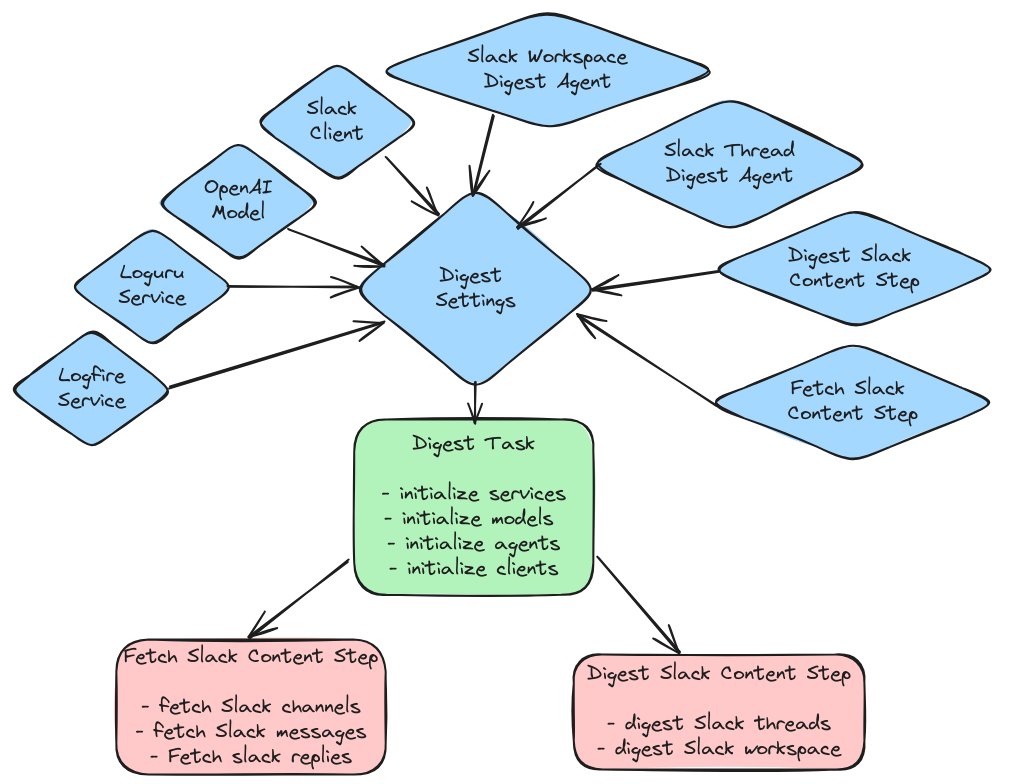 Slack Workspace
Digest Agent
Slack
Client
Slack Thread
Digest Agent
OpenAI
Model
Digest Slack
Content Step
Loguru
Service
Digest
Settings
Logfire
Service
Fetch Slack
Content Step
Digest Task
- initialize services
- initialize models
- initialize agents
- initialize clients
Fetch Slack Content Step
- fetch Slack channels
- fetch Slack messages
- Fetch slack replies
Digest Slack Content Step
- digest Slack threads
- digest Slack workspace